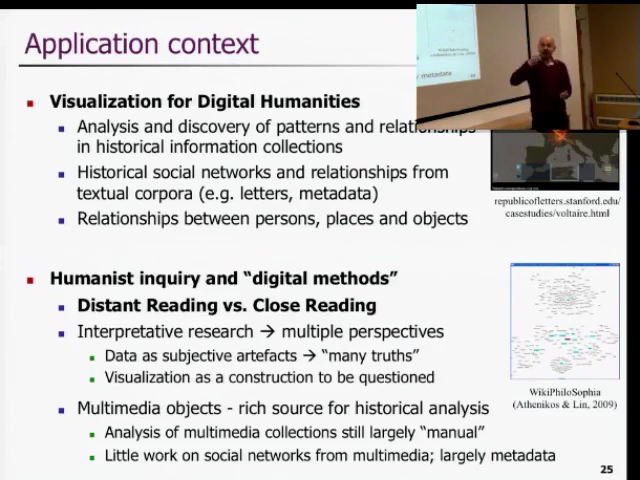 Application context
Visualization for Digital Humanities
Analysis and discovery of patterns and relationships
in historical information collections
Historical social networks and relationships from
textual corpora (e.g. letters, metadata)
Relationships between persons, places and objects
republicofletters.stanford.edu/
casestudies/voltaire.html
Humanist inquiry and “digital methods”
Distant Reading vs. Close Reading
Interpretative research → multiple perspectives
Data as subjective artefacts → “many truths”
Visualization as a construction to be questioned
WikiPhiloSophia
(Athenikos & Lin, 2009)
Multimedia objects - rich source for historical analysis
Analysis of multimedia collections still largely “manual”
Little work on social networks from multimedia; largely metadata
25
metadata